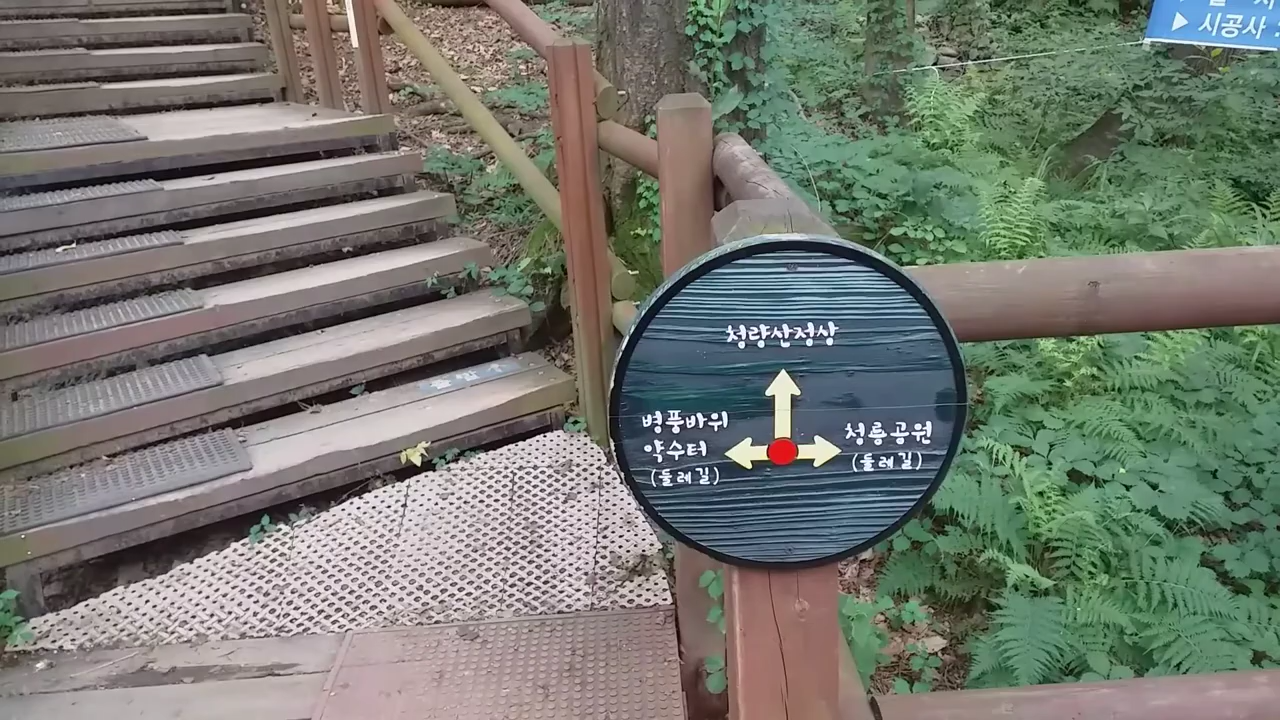 ▶ 시공사 :
청량산정상
병풍바위
약수터
(둘레길)
청릉공원
(둘레길)